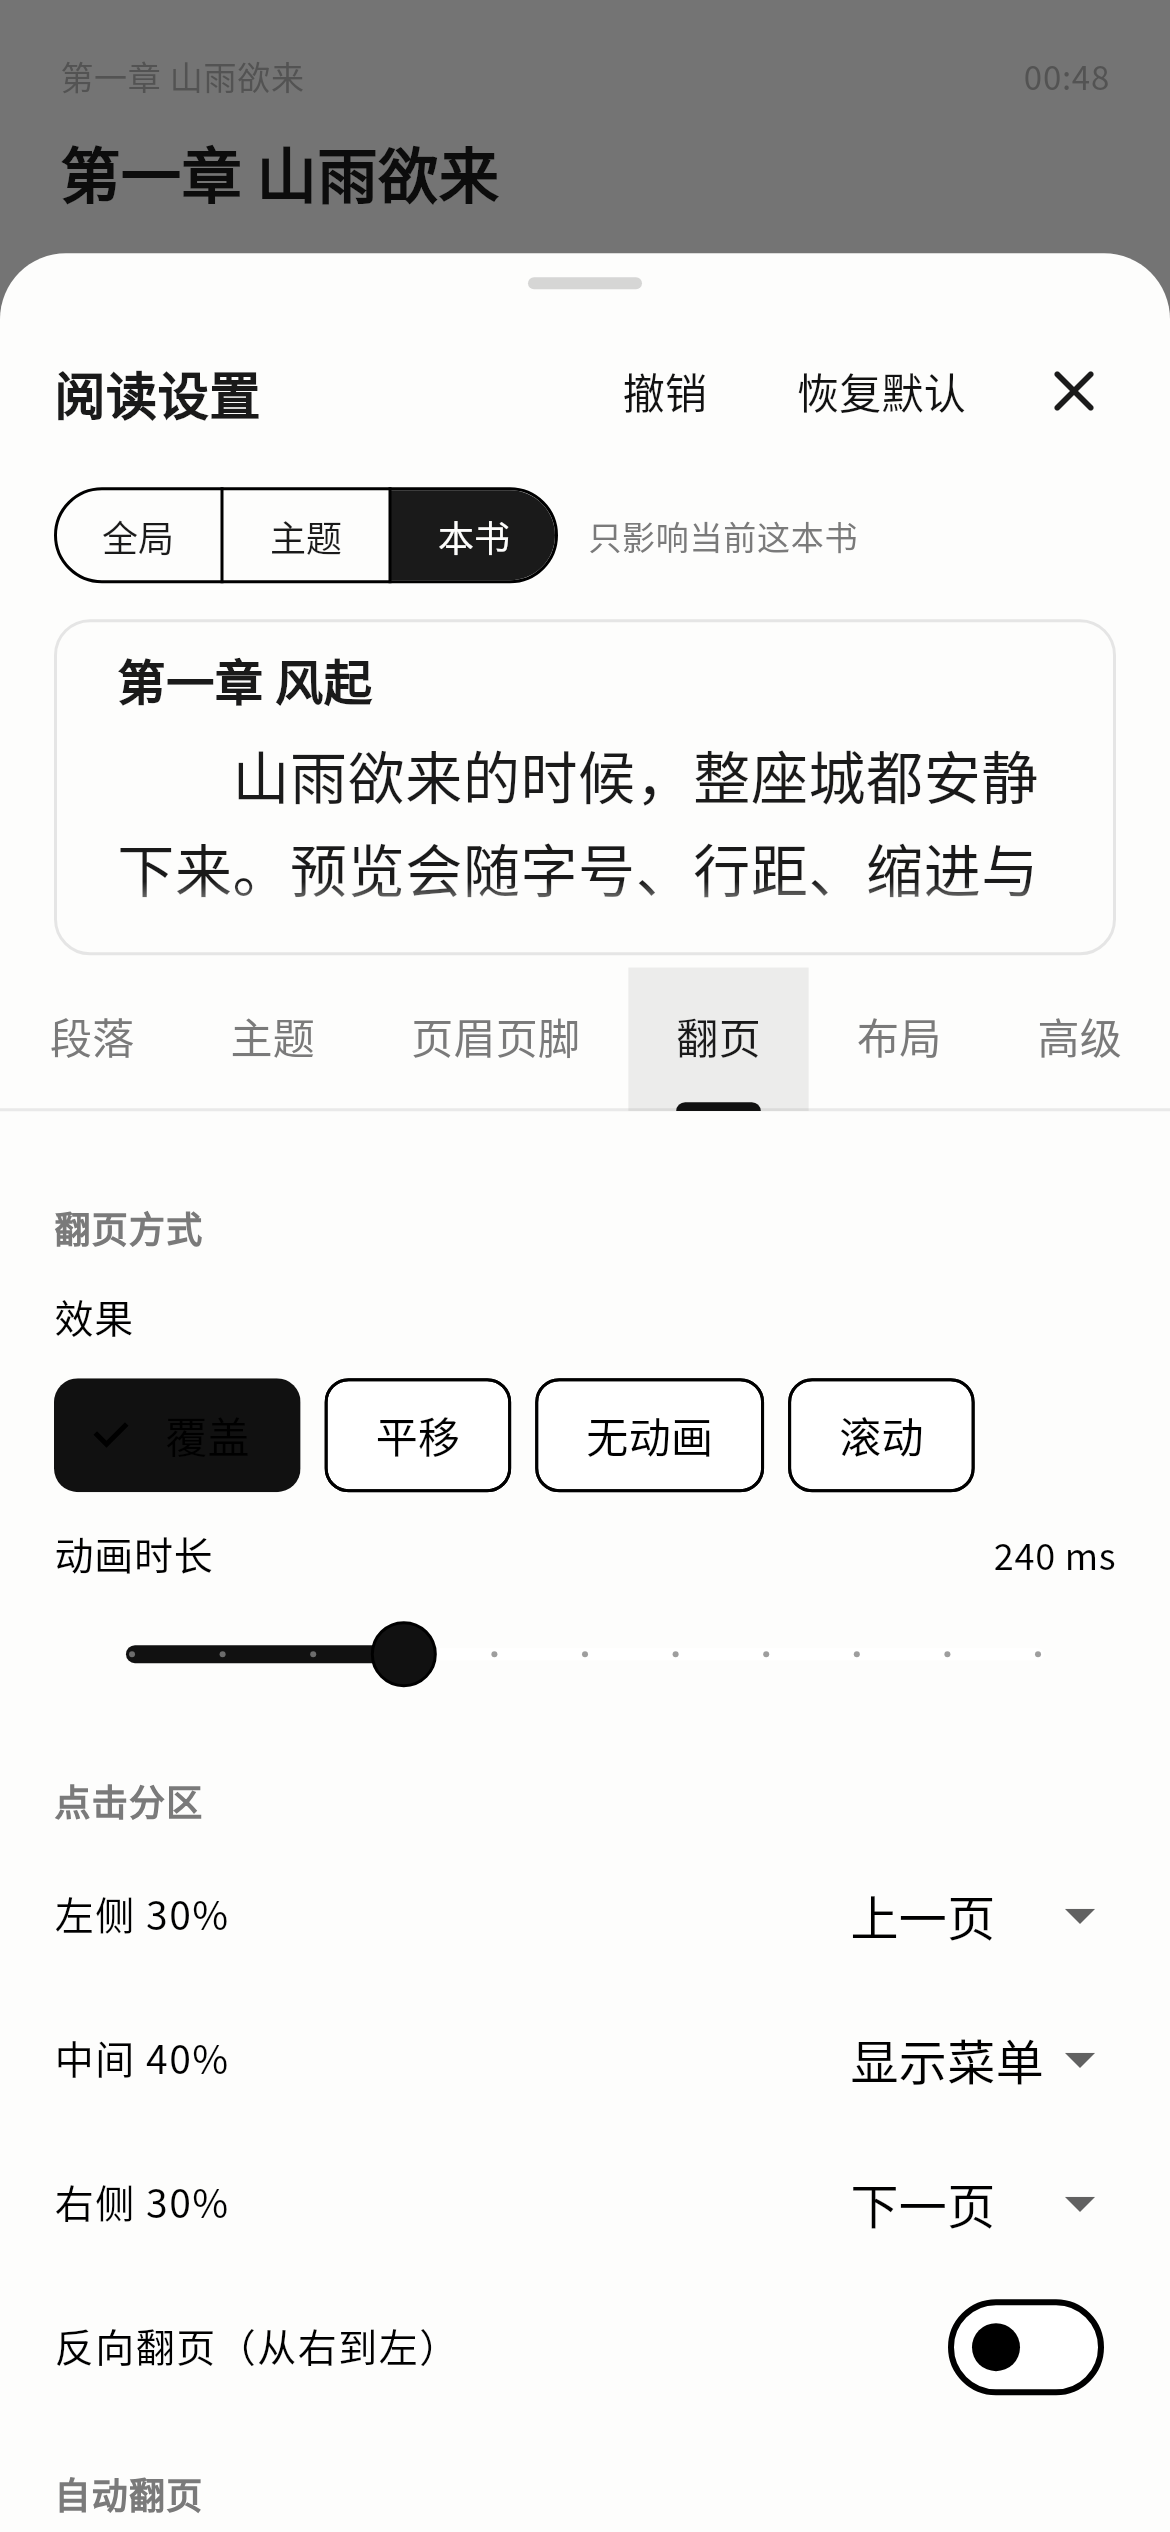 第一章 山雨欲来 00:48
第一章 山雨欲来
阅读设置 撤销 恢复默认
全局 主题 本书 只影响当前这本书
第一章 风起
山雨欲来的时候，整座城都安静
下来。预览会随字号、行距、缩进与
段落 主题 页眉页脚 翻页 布局 高级
翻页方式
效果
覆盖 平移 无动画 滚动
动画时长 240 ms
点击分区
左侧 30% 上一页
中间 40% 显示菜单
右侧 30% 下一页
反向翻页（从右到左）
自动翻页